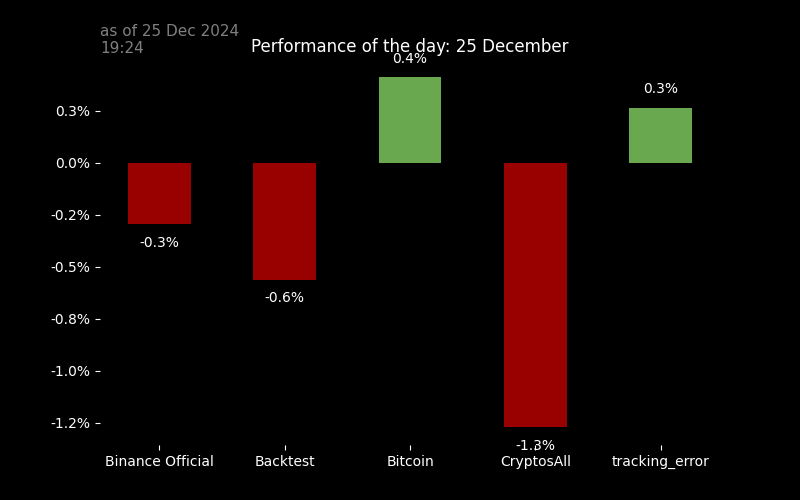 as of 25 Dec 2024
19:24
Performance of the day: 25 December
0.4%
0.3%
0.3%
0.0%
-0.2%
-0.3%
-0.5%
-0.6%
-0.8%
-1.0%
-1.2%
-1.3%
Binance Official
Backtest
Bitcoin
CryptosAll
tracking_error